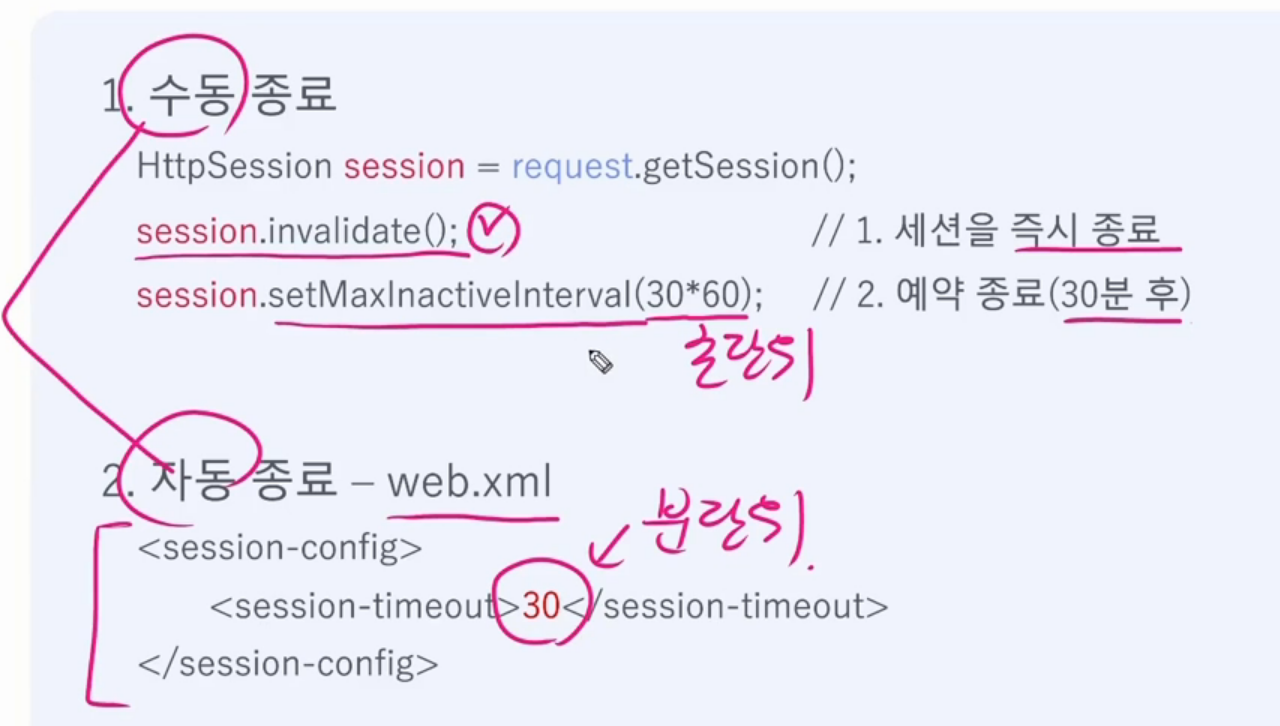 1. 수동 종료
HttpSession session = request.getSession();
session.invalidate(); // 1. 세션을 즉시 종료
session.setMaxInactiveInterval(30*60); // 2. 예약 종료(30분 후)
초단위
2. 자동 종료 – web.xml
분단위.
<session-config>
<session-timeout>30</session-timeout>
</session-config>